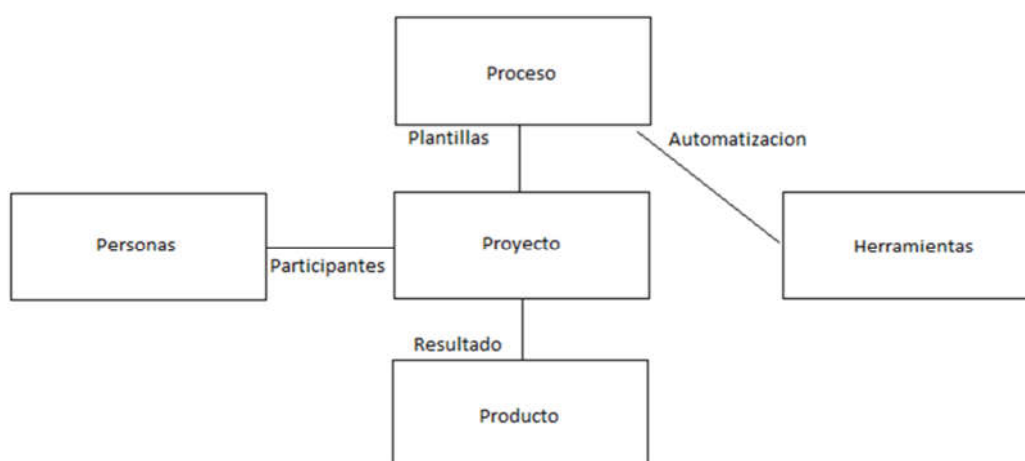 Proceso
Plantillas
Automatizacion
Personas
Participantes
Proyecto
Herramientas
Resultado
Producto